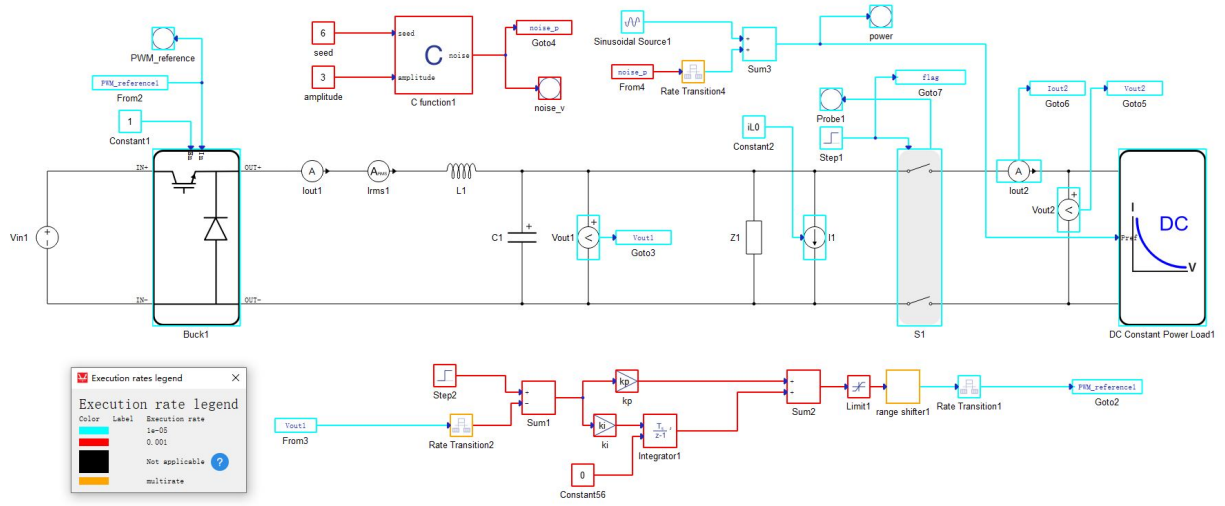 PWM_reference
PWM_reference1
From2
1
Constant1
6
seed
3
amplitude
seed
amplitude
C
noise
C function1
noise_p
Goto4
noise_v
Sinusoidal Source1
noise_p
From4
Rate Transition4
Sum3
power
flag
Goto7
Probe1
Step1
iL0
Constant2
Iout2
Goto6
Vout2
Goto5
Vin1
IN+
IN-
OUT+
OUT-
Buck1
A
Iout1
ARMS
Irms1
L1
C1
Vout1
Vout1
Goto3
Z1
I1
S1
A
Iout2
Vout2
Pref
I
DC
V
DC Constant Power Load1
Execution rates legend
Execution rate legend
Color Label Execution rate
1e-05
0.001
Not applicable ?
multirate
Vout1
From3
Step2
Rate Transition2
Sum1
kp
kp
ki
ki
0
Constant56
Integrator1
z-1
Sum2
Limit1
range shifter1
Rate Transition1
PWM_reference1
Goto2